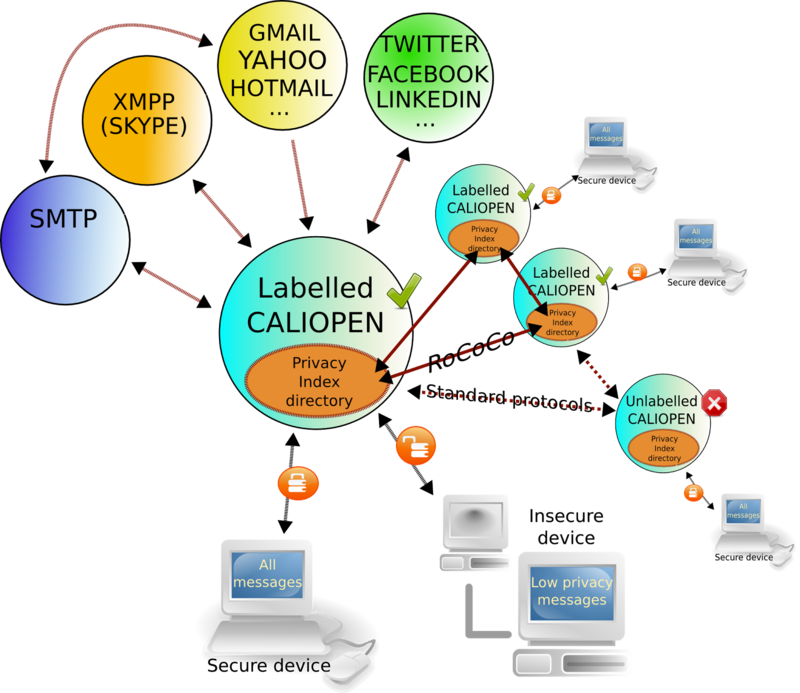 GMAIL
YAHOO
HOTMAIL
...
TWITTER
FACEBOOK
LINKEDIN
...
XMPP
(SKYPE)
SMTP
All
messages
Secure device
Labelled
CALIOPEN
Privacy
Index
directory
All
messages
Secure device
Labelled
CALIOPEN
Privacy
Index
directory
Labelled
CALIOPEN
Privacy
Index
directory
RoCoCo
Standard protocols
Unlabelled
CALIOPEN
Privacy
Index
directory
All
messages
Secure device
Insecure
device
Low privacy
messages
All
messages
Secure device